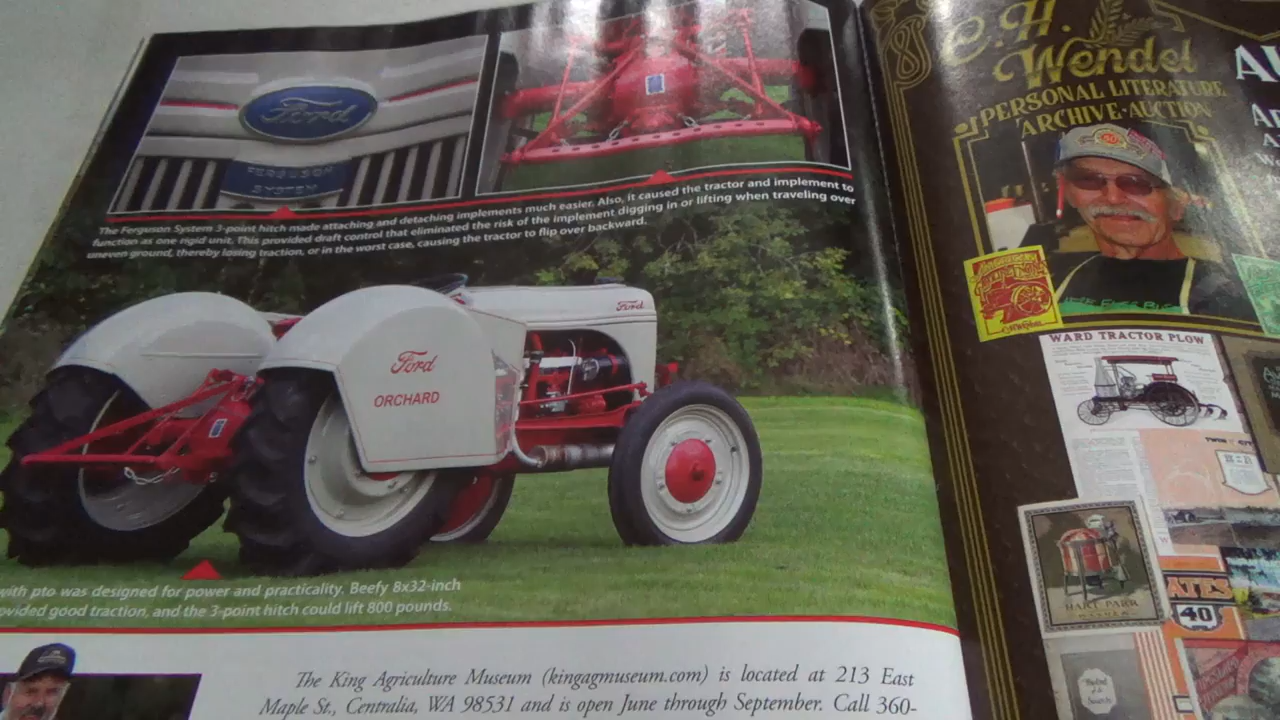 Ford
FERGUSON
SYSTEM
The Ferguson System 3-point hitch made attaching and detaching implements much easier. Also, it caused the tractor and implement to
function as one rigid unit. This provided draft control that eliminated the risk of the implement digging in or lifting when traveling over
uneven ground, thereby losing traction, or in the worst case, causing the tractor to flip over backward.
Ford
Ford
ORCHARD
with pto was designed for power and practicality. Beefy 8x32-inch
ovided good traction, and the 3-point hitch could lift 800 pounds.
The King Agriculture Museum (kingagmuseum.com) is located at 213 East
Maple St., Centralia, WA 98531 and is open June through September. Call 360-
C. H.
Wendel
PERSONAL LITERATURE
ARCHIVE·AUCTION
WARD TRACTOR PLOW
TWIN CIT
HART PARR
ATES
40